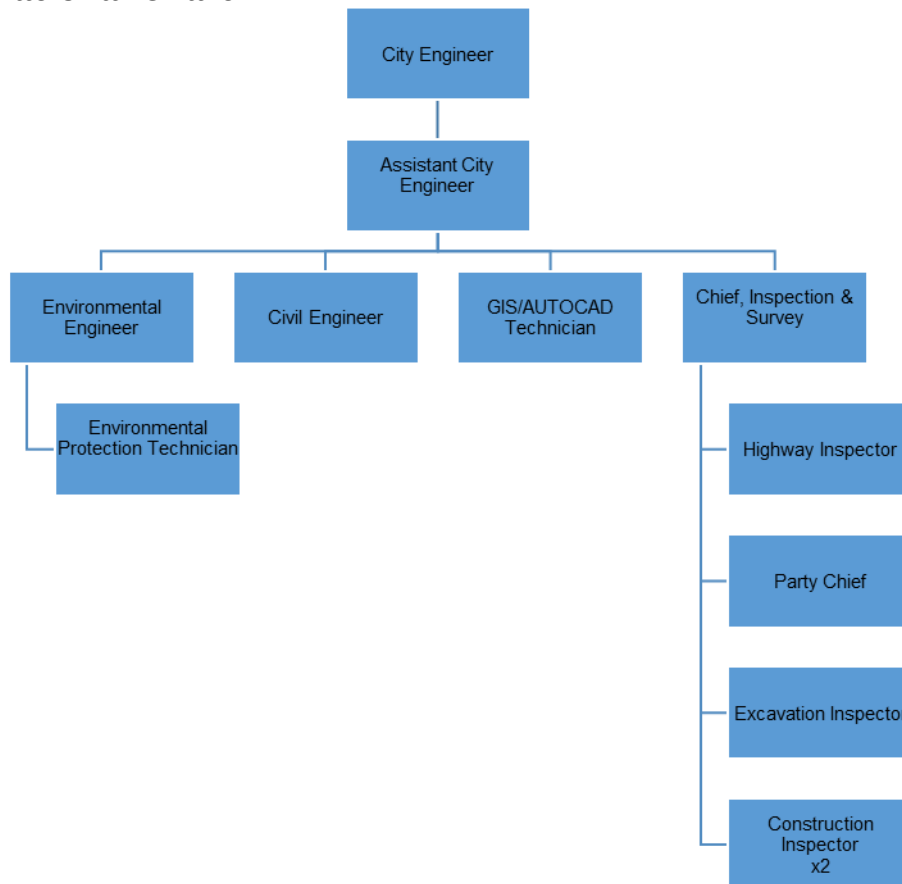 City Engineer
Assistant City
Engineer
Environmental
Engineer
Civil Engineer
GIS/AUTOCAD
Technician
Chief, Inspection &
Survey
Environmental
Protection Technician
Highway Inspector
Party Chief
Excavation Inspector
Construction
Inspector
x2